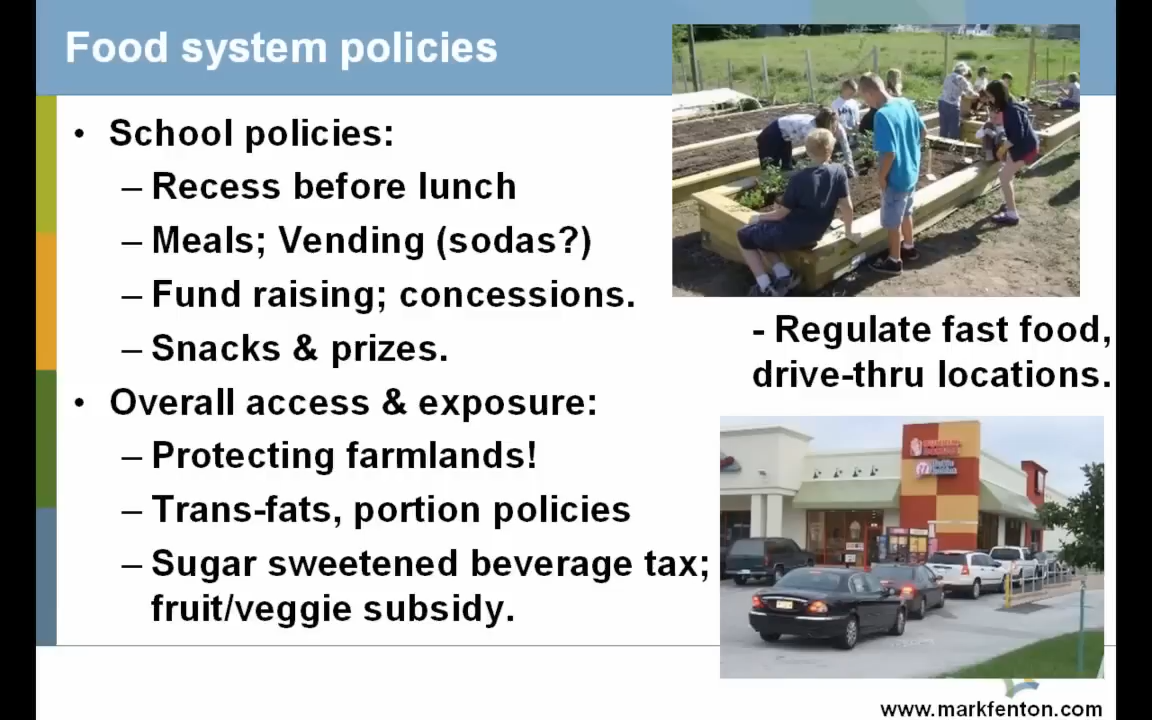 Food system policies
• School policies:
– Recess before lunch
– Meals; Vending (sodas?)
– Fund raising; concessions.
– Snacks & prizes.
• Overall access & exposure:
– Protecting farmlands!
– Trans-fats, portion policies
– Sugar sweetened beverage tax;
fruit/veggie subsidy.
- Regulate fast food,
drive-thru locations.
www.markfenton.com